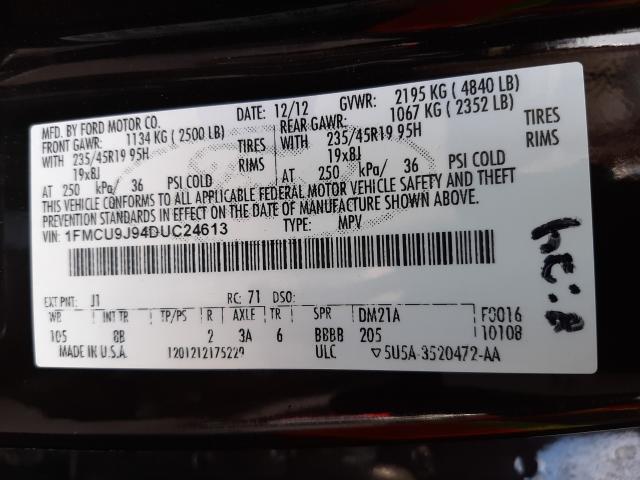 MFD. BY FORD MOTOR CO.
DATE: 12/12 GVWR: 2195 KG ( 4840 LB)
FRONT GAWR: 1134 KG ( 2500 LB)
REAR GAWR: 1067 KG ( 2352 LB)
WITH 235/45R19 95H TIRES
WITH 235/45R19 95H TIRES
19x8J RIMS
19x8J RIMS
AT 250 kPa/ 36 PSI COLD
AT 250 kPa/ 36 PSI COLD
THIS VEHICLE CONFORMS TO ALL APPLICABLE FEDERAL MOTOR VEHICLE SAFETY AND THEFT
PREVENTION STANDARDS IN EFFECT ON THE DATE OF MANUFACTURE SHOWN ABOVE.
VIN: 1FMCU9J94DUC24613 TYPE: MPV
EXT PNT: J1 RC: 71 DSO:
WB INT TR TP/PS R AXLE TR SPR DM21A F0016
105 8B 2 3A 6 BBBB 205 10108
MADE IN U.S.A. 1201212175229 ULC 5U5A-3520472-AA